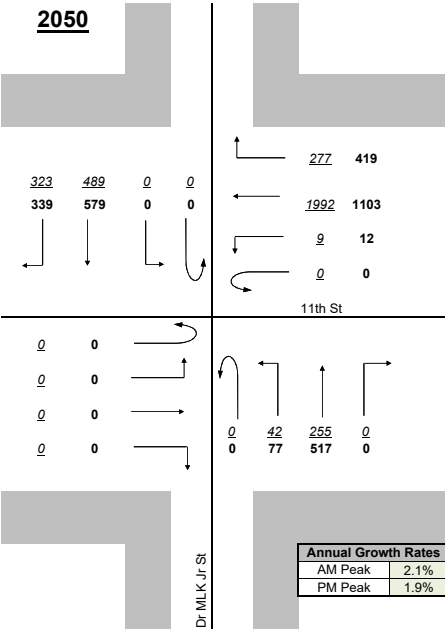 2050
277 419
323 489 0 0
1992 1103
339 579 0 0
9 12
0 0
11th St
0 0
0 0
0 0
0 42 255 0
0 77 517 0
0 0
Dr MLK Jr St
Annual Growth Rates
AM Peak 2.1%
PM Peak 1.9%